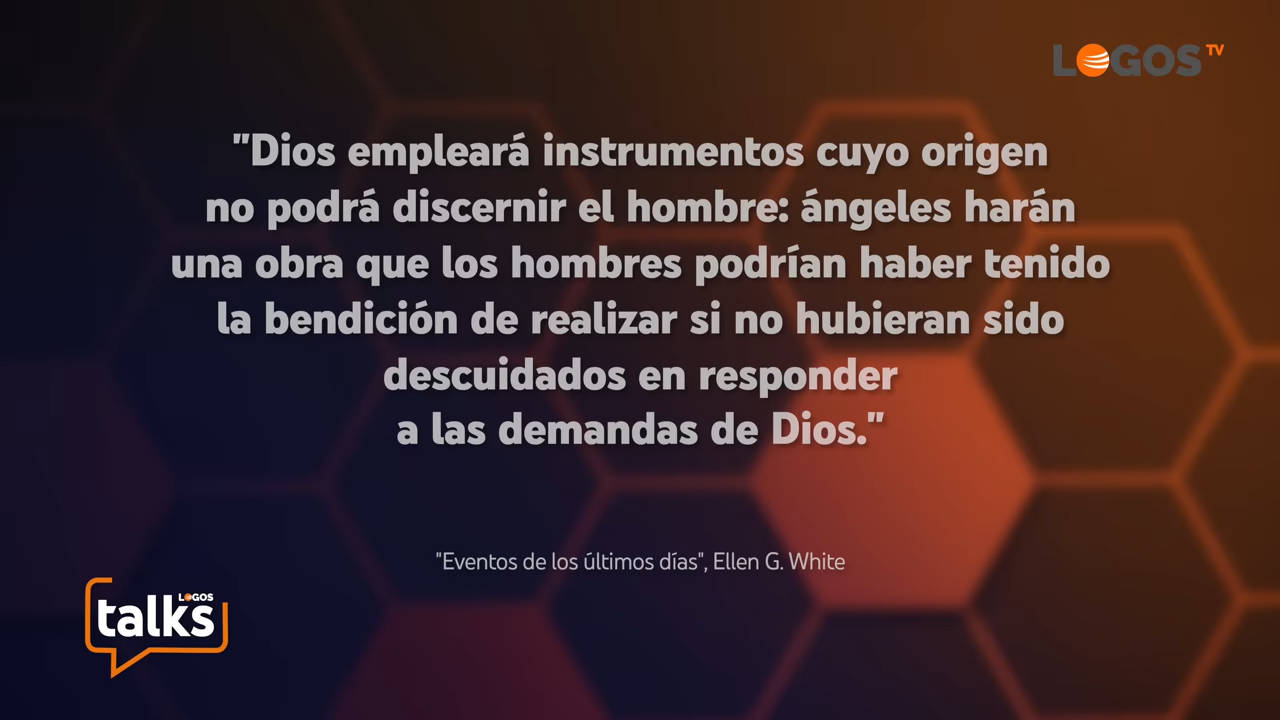 LOGOS TV
"Dios empleará instrumentos cuyo origen
no podrá discernir el hombre: ángeles harán
una obra que los hombres podrían haber tenido
la bendición de realizar si no hubieran sido
descuidados en responder
a las demandas de Dios."
"Eventos de los últimos días", Ellen G. White
LOGOS
talks